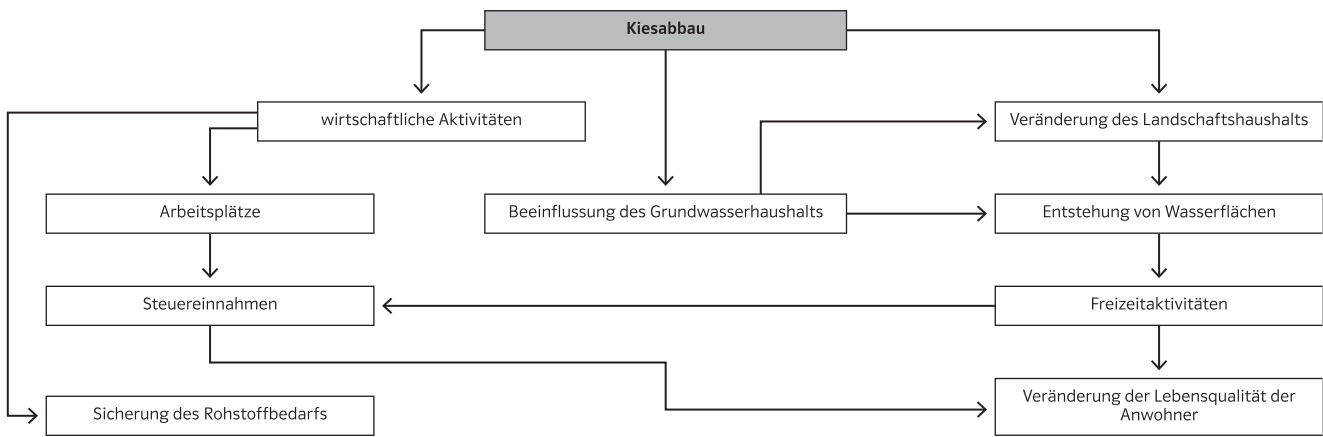 Kiesabbau
wirtschaftliche Aktivitäten
Veränderung des Landschaftshaushalts
Arbeitsplätze
Beeinflussung des Grundwasserhaushalts
Entstehung von Wasserflächen
Steuereinnahmen
Freizeitaktivitäten
Sicherung des Rohstoffbedarfs
Veränderung der Lebensqualität der
Anwohner